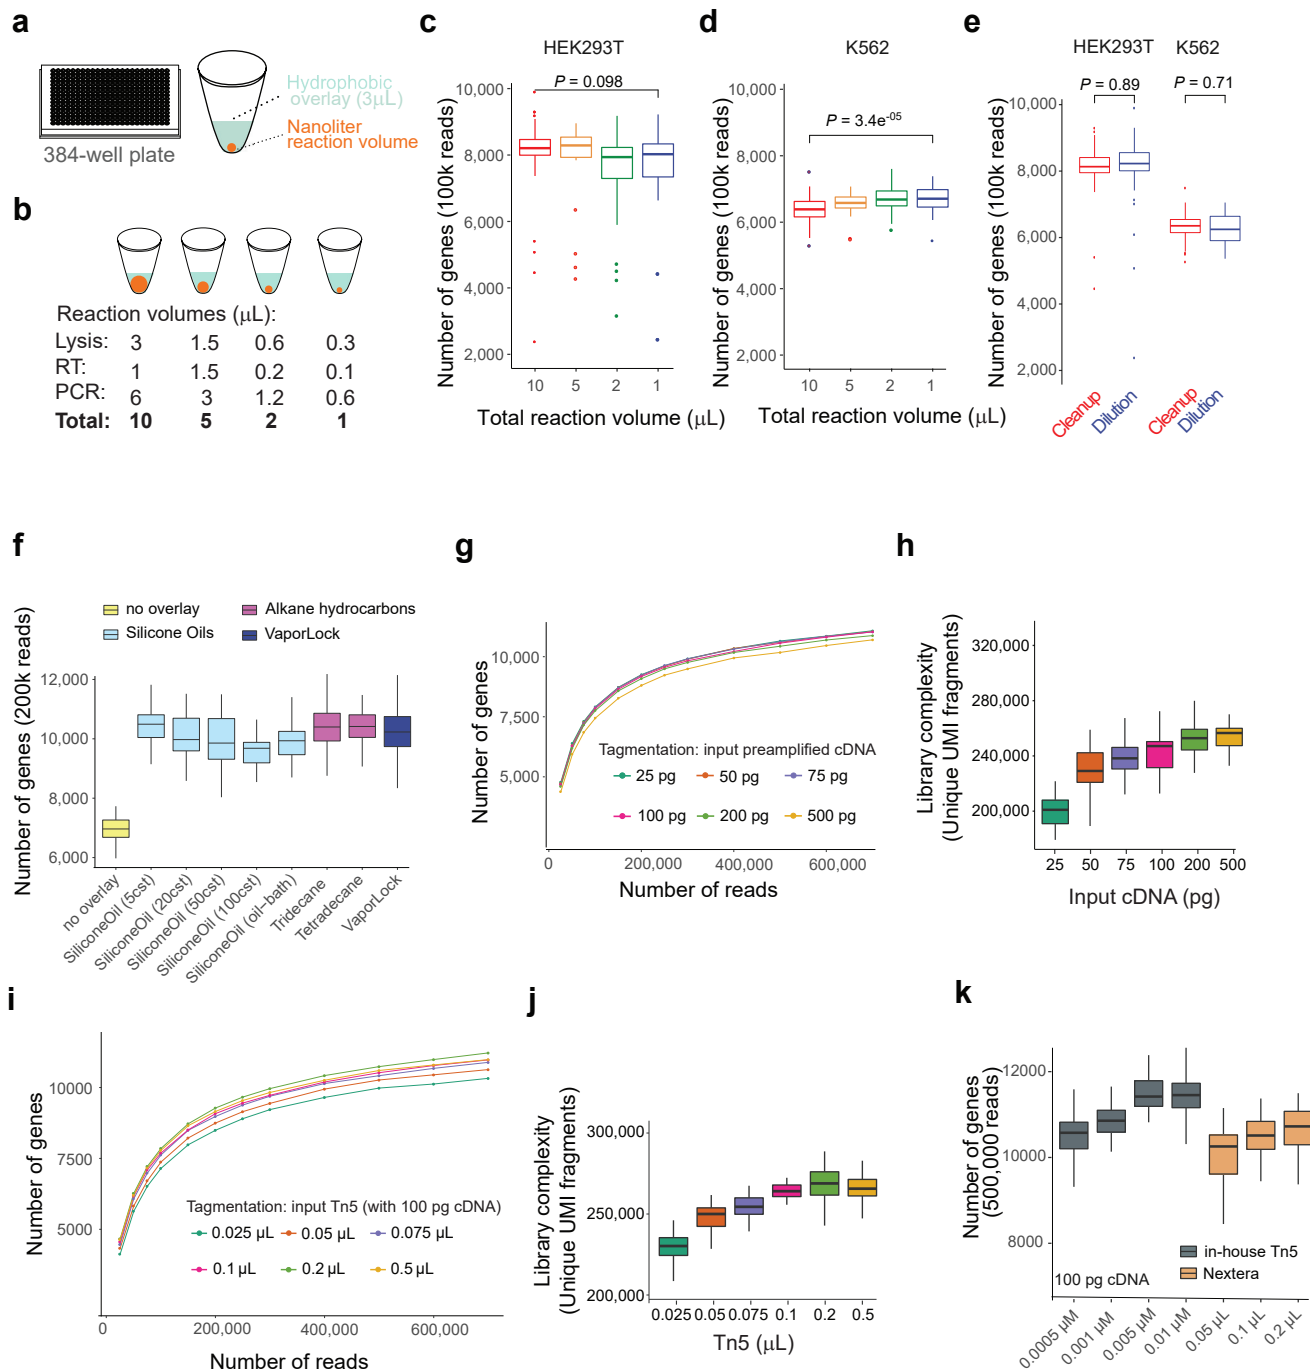 a
384-well plate
Hydrophobic
overlay (3μL)
Nanoliter
reaction volume
b
Reaction volumes (μL):
Lysis: 3 1.5 0.6 0.3
RT: 1 1.5 0.2 0.1
PCR: 6 3 1.2 0.6
Total: 10 5 2 1
c
HEK293T
P = 0.098
Number of genes (100k reads)
10,000
8,000
6,000
4,000
2,000
10 5 2 1
Total reaction volume (μL)
d
K562
P = 3.4e-05
Number of genes (100k reads)
10,000
8,000
6,000
4,000
2,000
10 5 2 1
Total reaction volume (μL)
e
HEK293T K562
P = 0.89 P = 0.71
Number of genes (100k reads)
10,000
8,000
6,000
4,000
2,000
Cleanup
Dilution
Cleanup
Dilution
f
no overlay
Alkane hydrocarbons
Silicone Oils
VaporLock
Number of genes (200k reads)
12,000
10,000
8,000
6,000
no overlay
SiliconeOil (5cst)
SiliconeOil (20cst)
SiliconeOil (50cst)
SiliconeOil (100cst)
SiliconeOil (oil-bath)
Tridecane
Tetradecane
VaporLock
g
Number of genes
10,000
7,500
5,000
Tagmentation: input preamplified cDNA
25 pg 50 pg 75 pg
100 pg 200 pg 500 pg
0 200,000 400,000 600,000
Number of reads
h
Library complexity
(Unique UMI fragments)
320,000
280,000
240,000
200,000
25 50 75 100 200 500
Input cDNA (pg)
i
Number of genes
10000
7500
5000
Tagmentation: input Tn5 (with 100 pg cDNA)
0.025 μL 0.05 μL 0.075 μL
0.1 μL 0.2 μL 0.5 μL
0 200,000 400,000 600,000
Number of reads
j
Library complexity
(Unique UMI fragments)
300,000
250,000
200,000
0.025 0.05 0.075 0.1 0.2 0.5
Tn5 (μL)
k
Number of genes
(500,000 reads)
12000
10000
8000
in-house Tn5
Nextera
100 pg cDNA
0.0005 μM
0.001 μM
0.005 μM
0.01 μM
0.05 μL
0.1 μL
0.2 μL